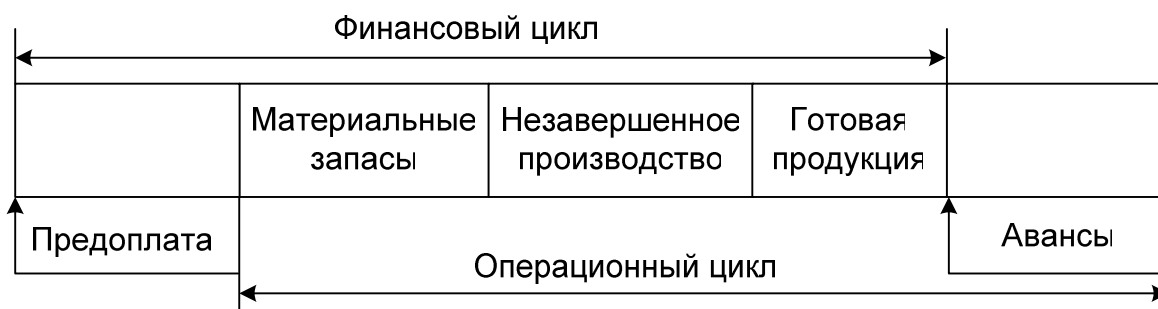 Финансовый цикл
Материальные
запасы
Незавершенное
производство
Готовая
продукция
Предоплата
Авансы
Операционный цикл